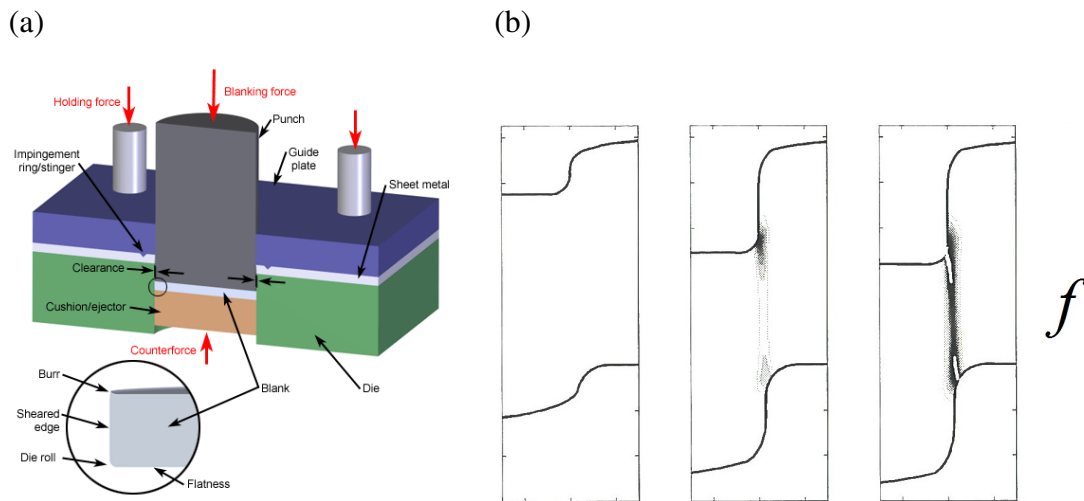 (a)
(b)
Blanking force
Holding force
Punch
Impingement
ring/stinger
Guide
plate
Sheet metal
Clearance
Cushion/ejector
Counterforce
Burr
Blank
Die
Sheared
edge
Die roll
Flatness
f